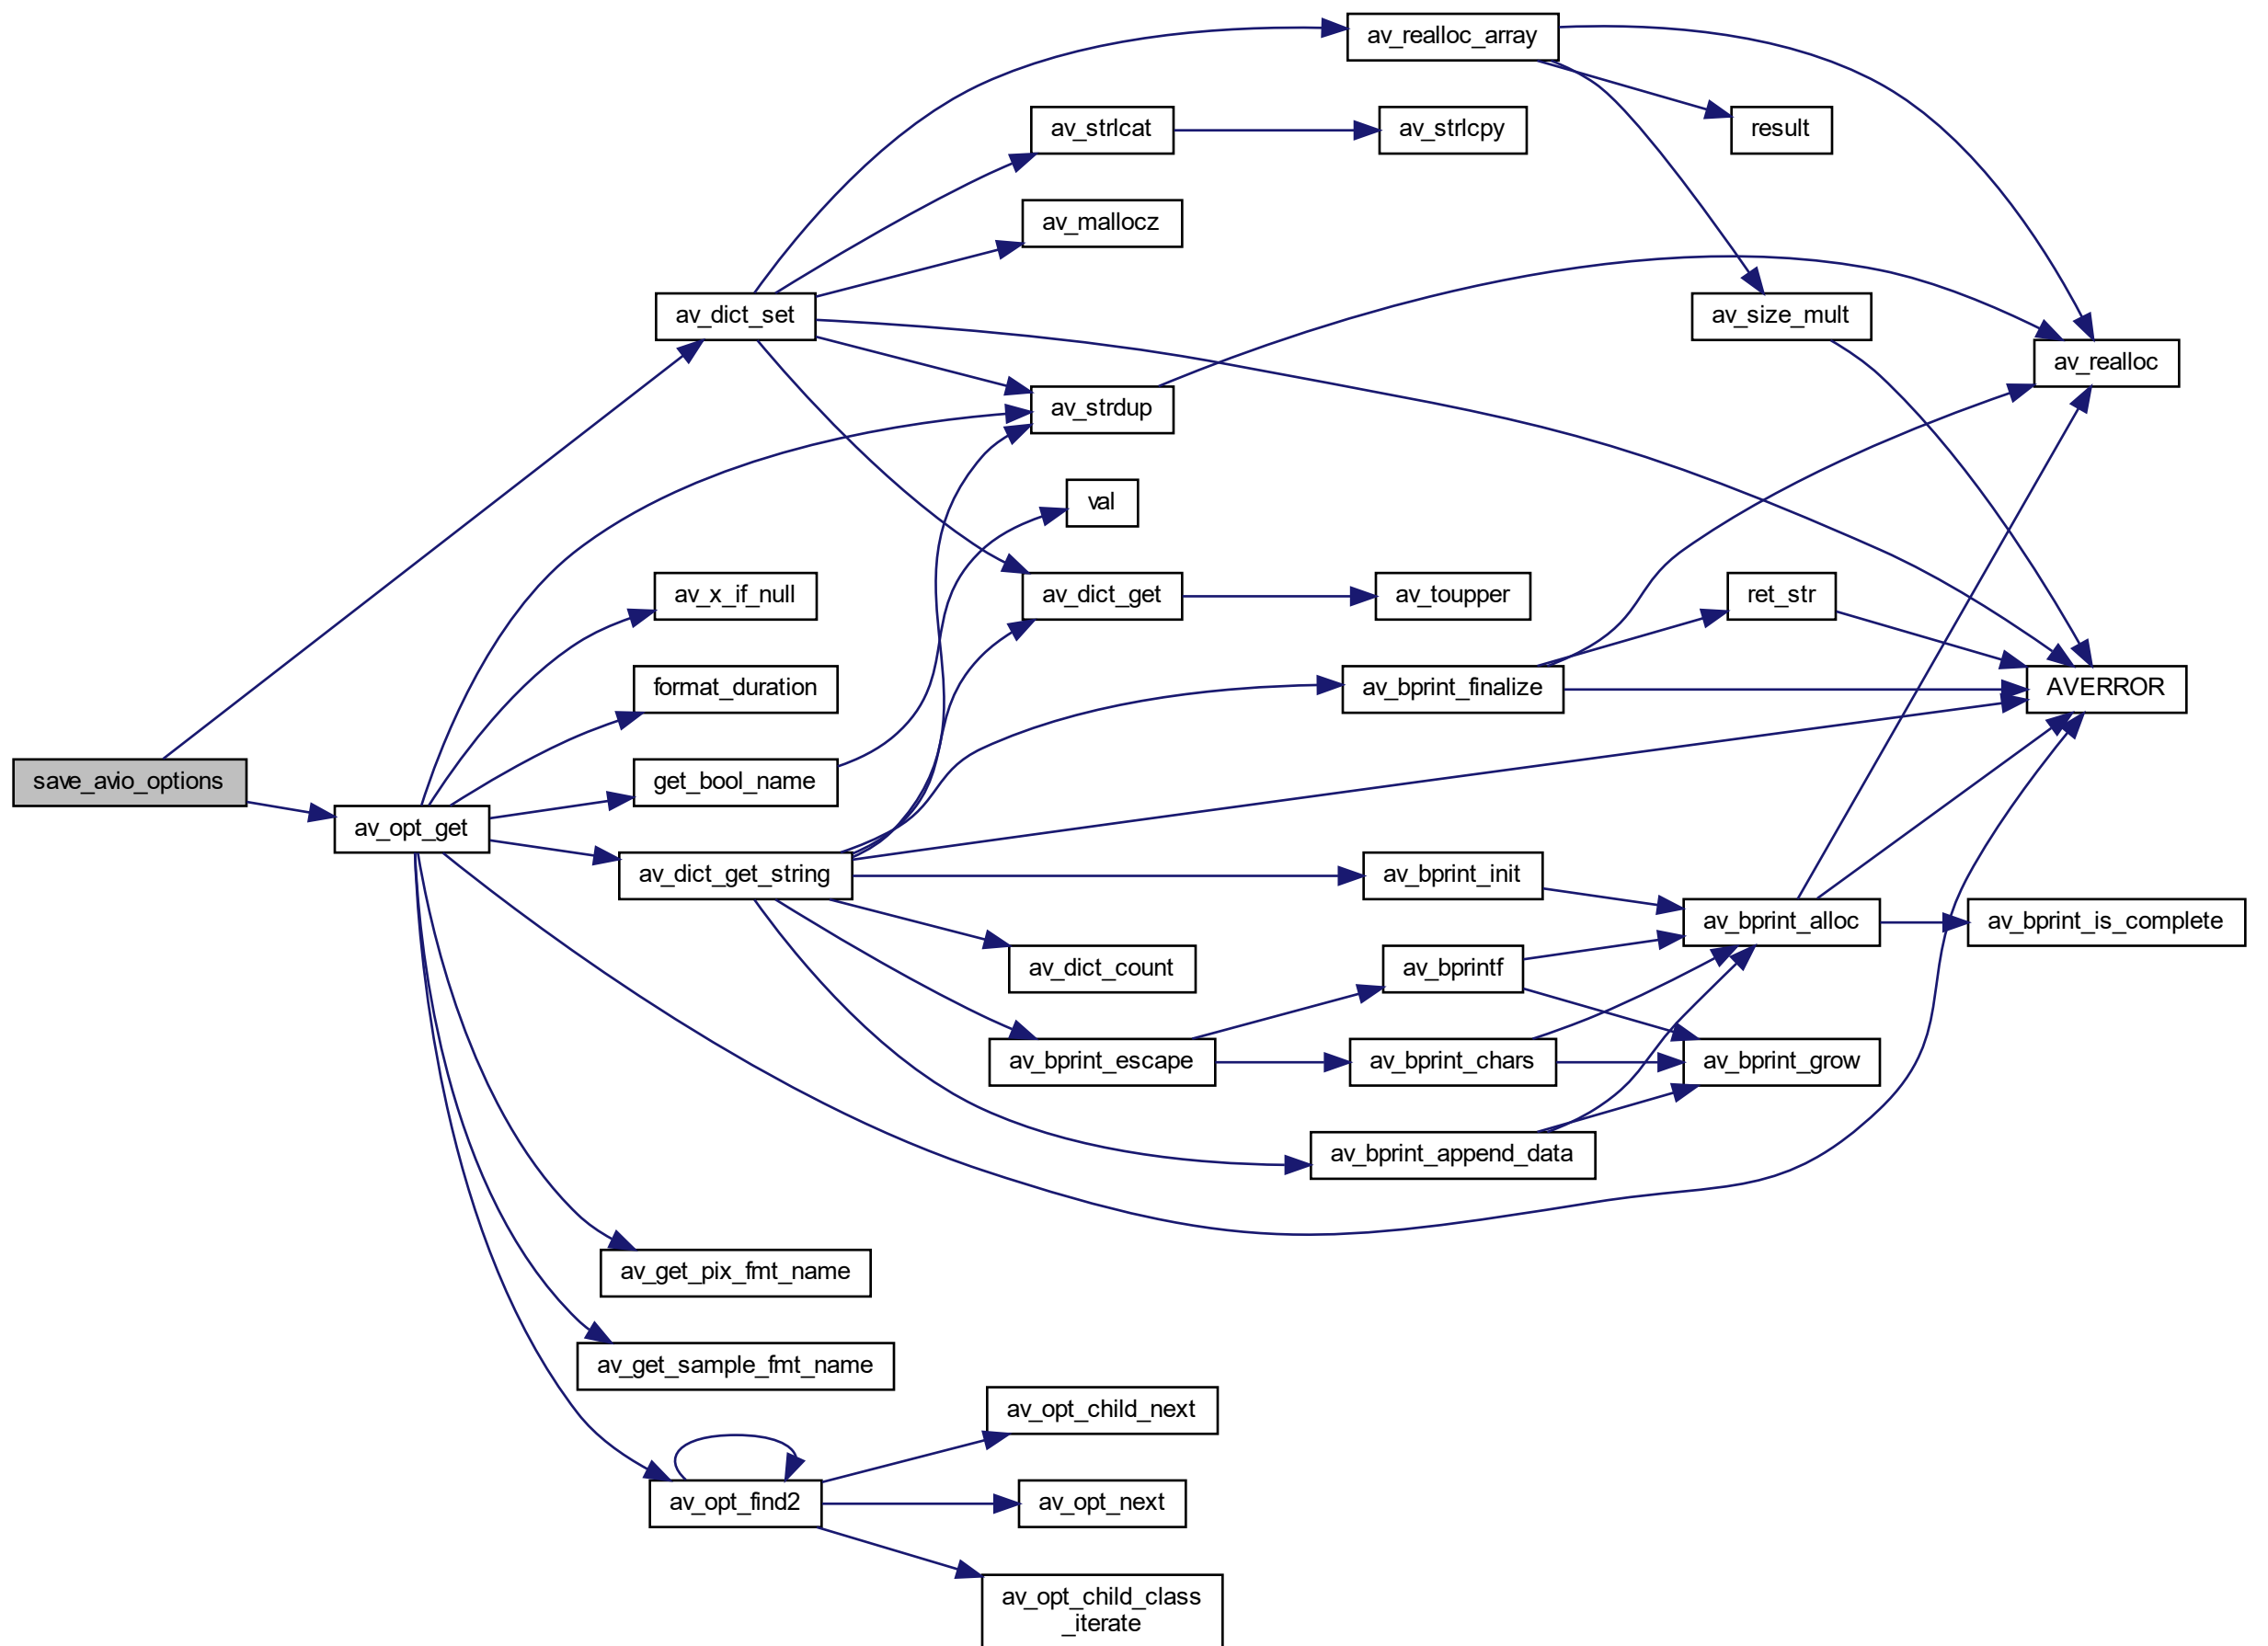 av_realloc_array
av_strlcat
av_strlcpy
result
av_mallocz
av_dict_set
av_size_mult
av_realloc
av_strdup
val
av_x_if_null
av_dict_get
av_toupper
ret_str
format_duration
av_bprint_finalize
AVERROR
save_avio_options
get_bool_name
av_opt_get
av_dict_get_string
av_bprint_init
av_bprint_alloc
av_bprint_is_complete
av_dict_count
av_bprintf
av_bprint_escape
av_bprint_chars
av_bprint_grow
av_bprint_append_data
av_get_pix_fmt_name
av_get_sample_fmt_name
av_opt_child_next
av_opt_find2
av_opt_next
av_opt_child_class
_iterate